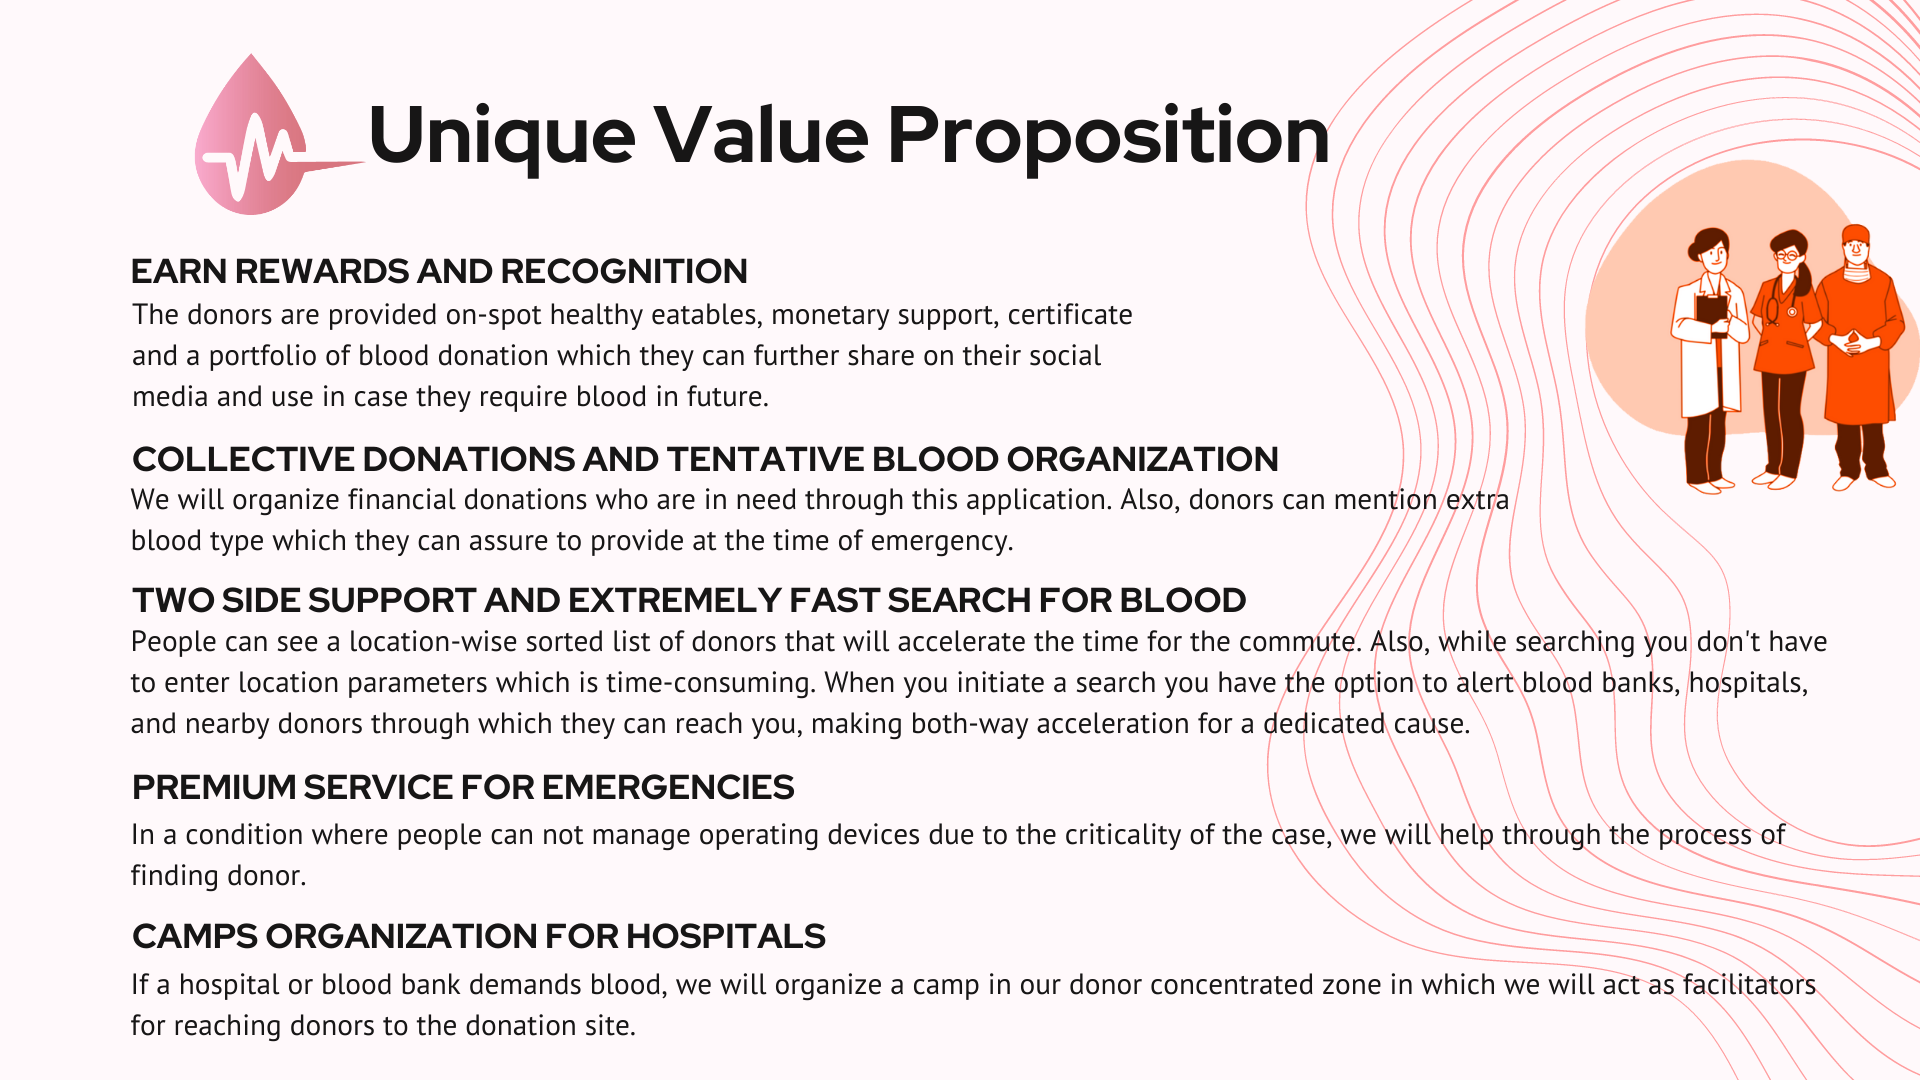 Unique Value Proposition
EARN REWARDS AND RECOGNITION
The donors are provided on-spot healthy eatables, monetary support, certificate
and a portfolio of blood donation which they can further share on their social
media and use in case they require blood in future.
COLLECTIVE DONATIONS AND TENTATIVE BLOOD ORGANIZATION
We will organize financial donations who are in need through this application. Also, donors can mention extra
blood type which they can assure to provide at the time of emergency.
TWO SIDE SUPPORT AND EXTREMELY FAST SEARCH FOR BLOOD
People can see a location-wise sorted list of donors that will accelerate the time for the commute. Also, while searching you don't have
to enter location parameters which is time-consuming. When you initiate a search you have the option to alert blood banks, hospitals,
and nearby donors through which they can reach you, making both-way acceleration for a dedicated cause.
PREMIUM SERVICE FOR EMERGENCIES
In a condition where people can not manage operating devices due to the criticality of the case, we will help through the process of
finding donor.
CAMPS ORGANIZATION FOR HOSPITALS
If a hospital or blood bank demands blood, we will organize a camp in our donor concentrated zone in which we will act as facilitators
for reaching donors to the donation site.